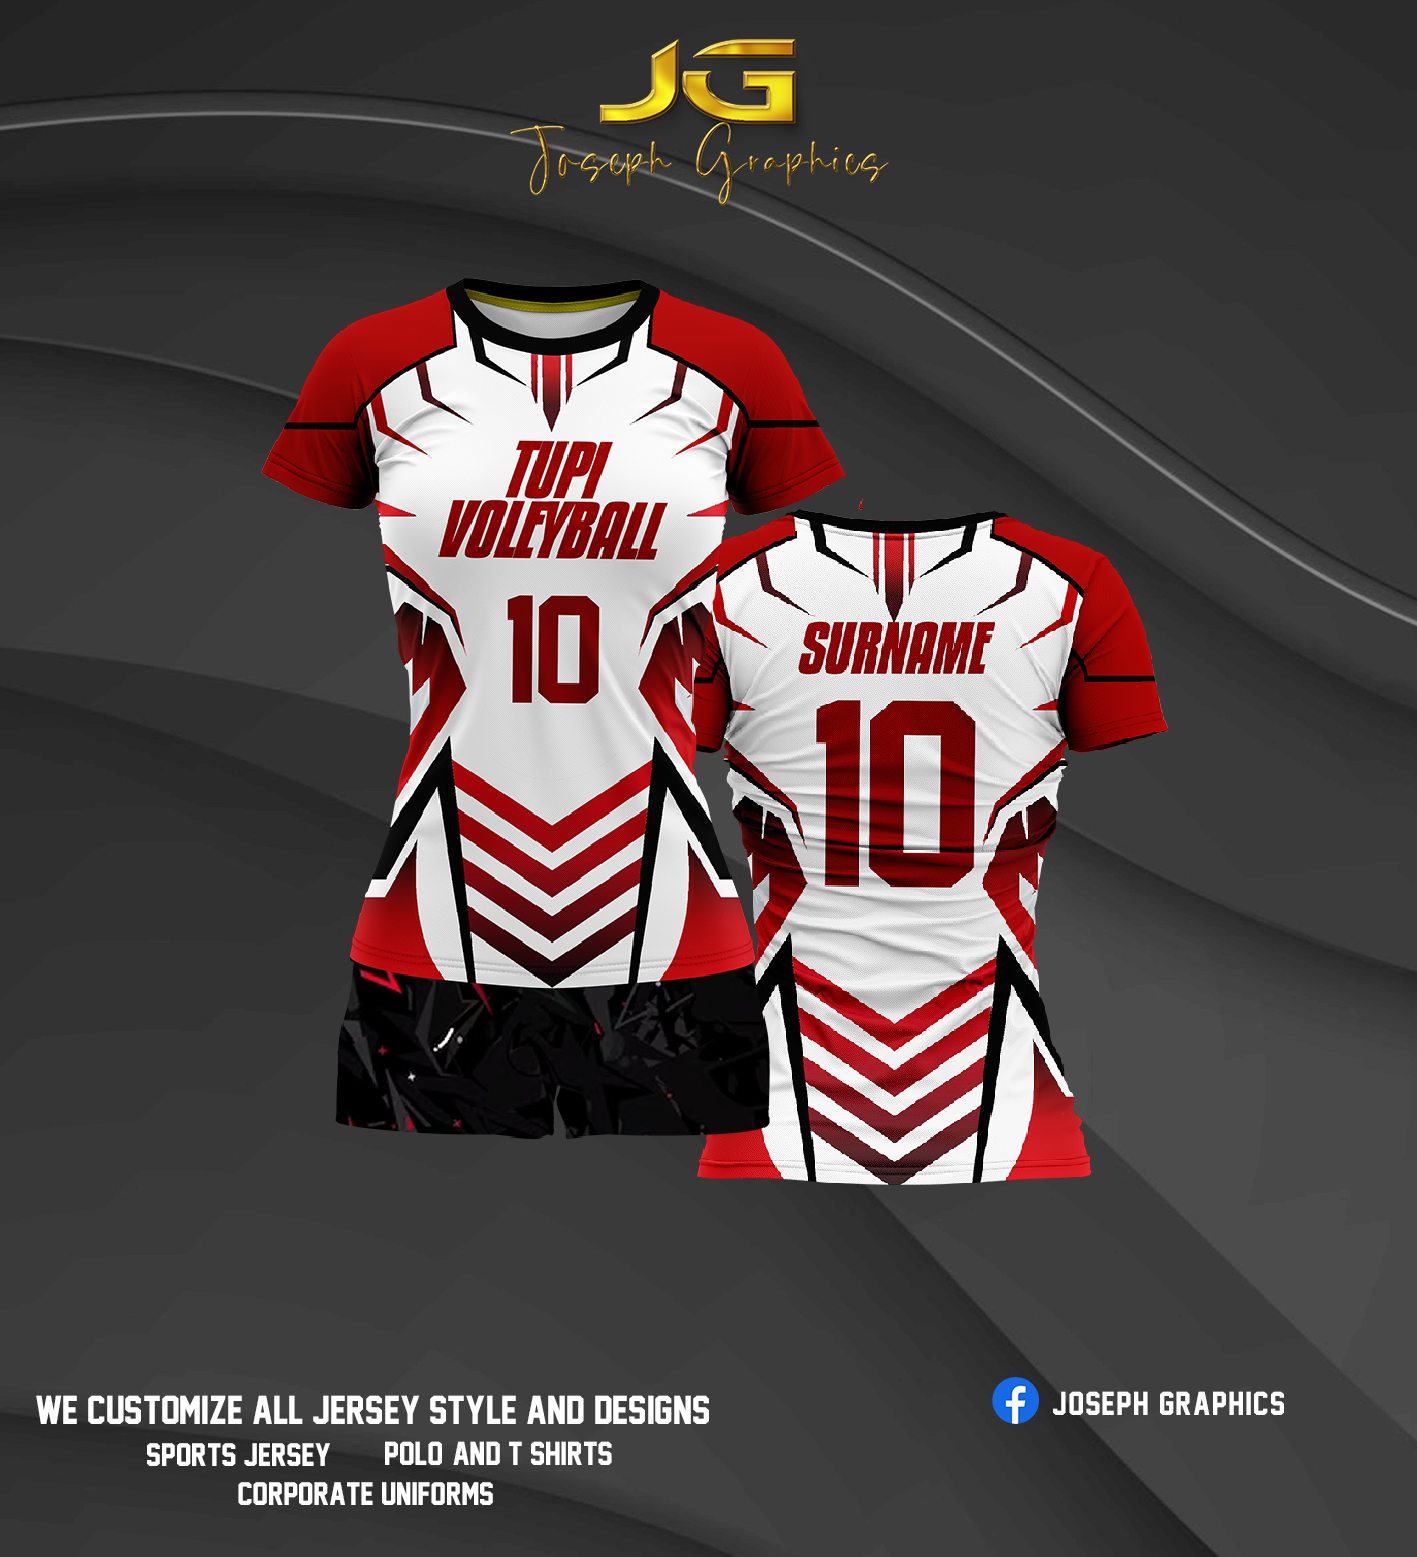 JG
Joseph Graphics
TUPI
VOLLEYBALL
10
SURNAME
10
WE CUSTOMIZE ALL JERSEY STYLE AND DESIGNS
SPORTS JERSEY POLO AND T SHIRTS
CORPORATE UNIFORMS
JOSEPH GRAPHICS